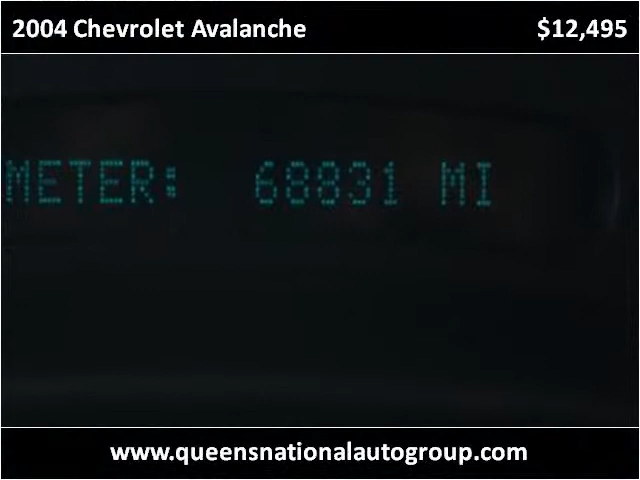 2004 Chevrolet Avalanche $12,495
METER: 68831 MI
www.queensnationalautogroup.com